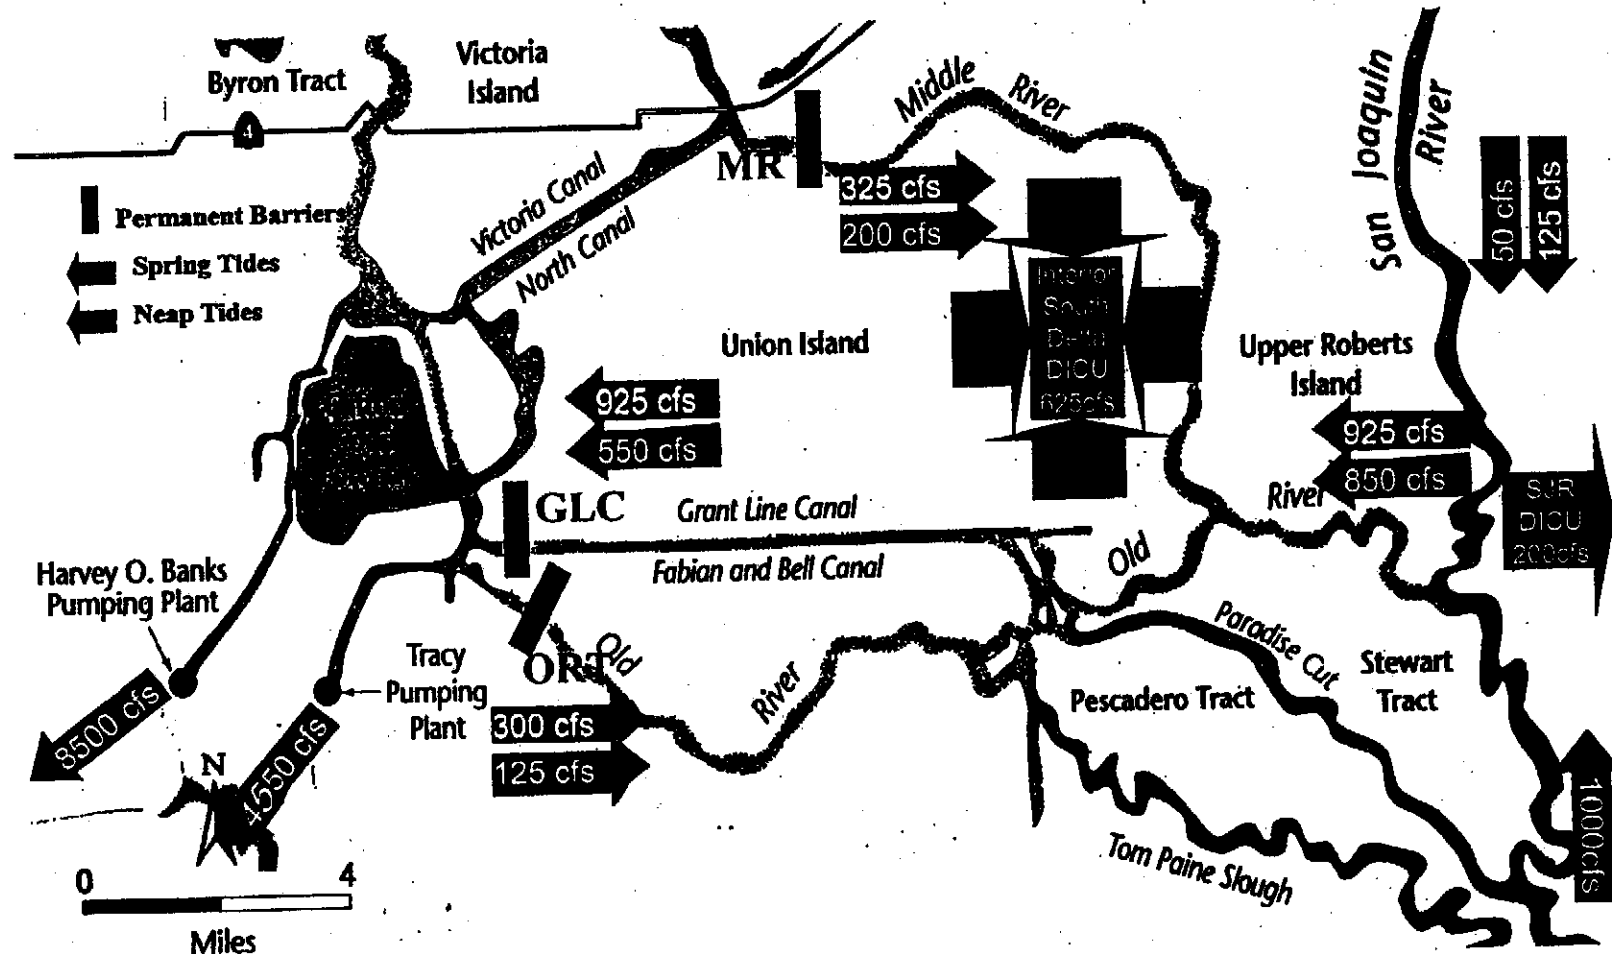 Byron Tract
Victoria
Island
4
Middle
River
San Joaquin
River
MR
Permanent Barriers
Spring Tides
Neap Tides
Victoria Canal
North Canal
325 cfs
200 cfs
50 cfs
125 cfs
Interior
South
Delta
DICU
625cfs
Union Island
Upper Roberts
Island
925 cfs
550 cfs
925 cfs
850 cfs
SJR
DICU
200cfs
GLC
Grant Line Canal
Fabian and Bell Canal
Old
River
Harvey O. Banks
Pumping Plant
Tracy
Pumping
Plant
ORT
Old
River
Paradise Cut
Stewart
Tract
Pescadero Tract
8500 cfs
4550 cfs
300 cfs
125 cfs
1000cfs
Tom Paine Slough
N
0
4
Miles